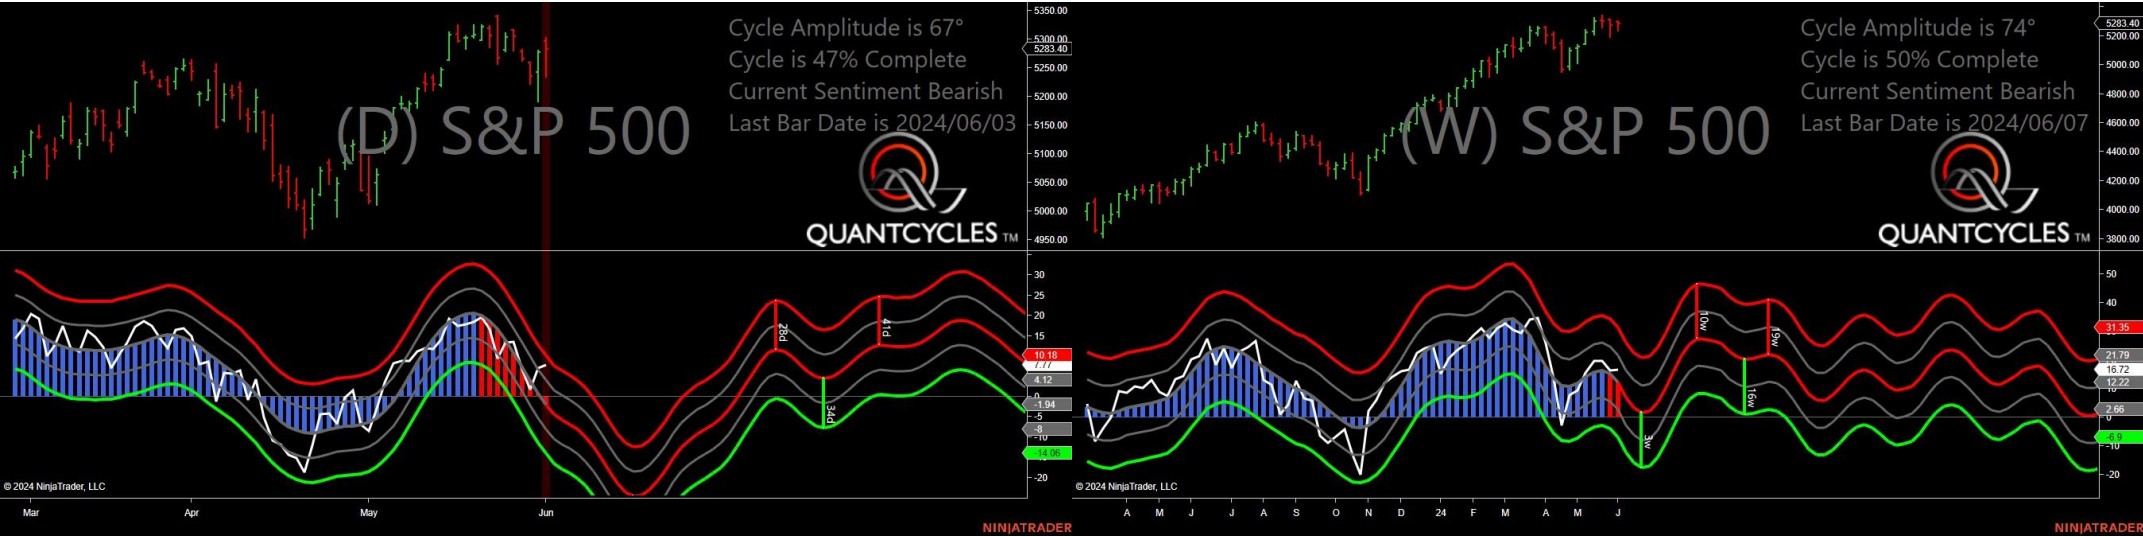 Cycle Amplitude is 67°
Cycle is 47% Complete
Current Sentiment Bearish
Last Bar Date is 2024/06/03
(D) S&P 500
QUANTCYCLES TM
5350.00
5300.00
5283.40
5250.00
5200.00
5150.00
5100.00
5050.00
5000.00
4950.00
30
25
20
15
10.18
7.77
4.12
0
-1.94
-5
-8
-10
-14.06
-20
28d
34d
41d
© 2024 NinjaTrader, LLC
Mar Apr May Jun
NINJATRADER
Cycle Amplitude is 74°
Cycle is 50% Complete
Current Sentiment Bearish
Last Bar Date is 2024/06/07
(W) S&P 500
QUANTCYCLES TM
5283.40
5200.00
5000.00
4800.00
4600.00
4400.00
4200.00
4000.00
3800.00
50
40
31.35
21.79
16.72
12.22
2.66
0
-6.9
-10
-20
3w
10w
16w
19w
© 2024 NinjaTrader, LLC
A M J J A S O N D 24 F M A M J
NINJATRADER